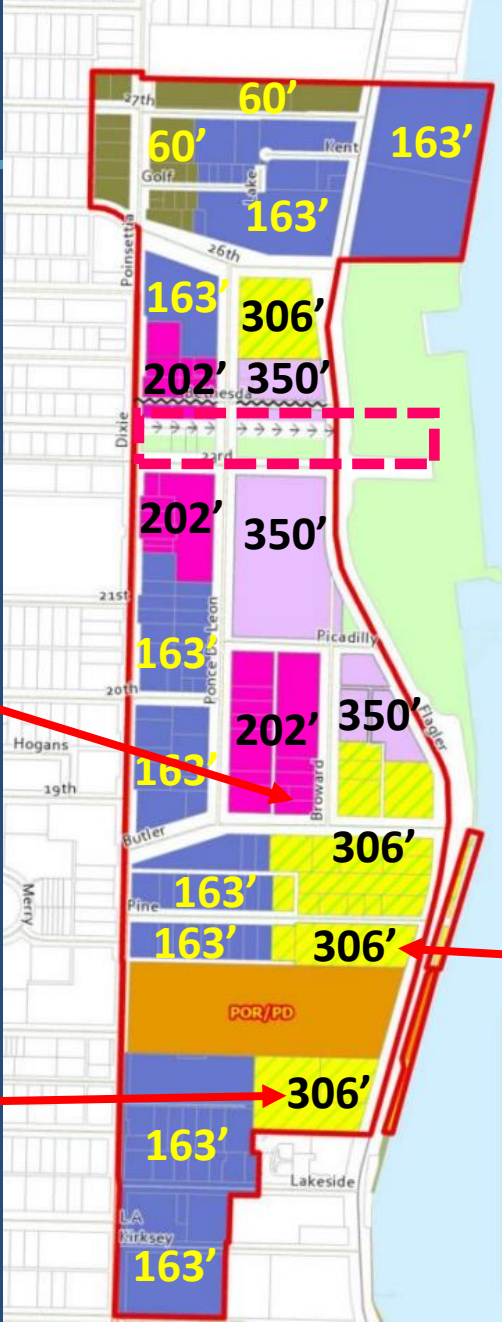 27th
60'
60'
Kent
163'
Golf
Lake
163'
26th
Poinsettia
163'
306'
202'
350'
Bethesda
Dixie
23rd
202'
350'
21st
Ponce De Leon
Picadilly
163'
20th
202'
350'
Flagler
Hogans
163'
Broward
19th
Butler
306'
Merry
163'
Pine
163'
306'
POR/PD
306'
163'
Lakeside
LA
Kirksey
163'